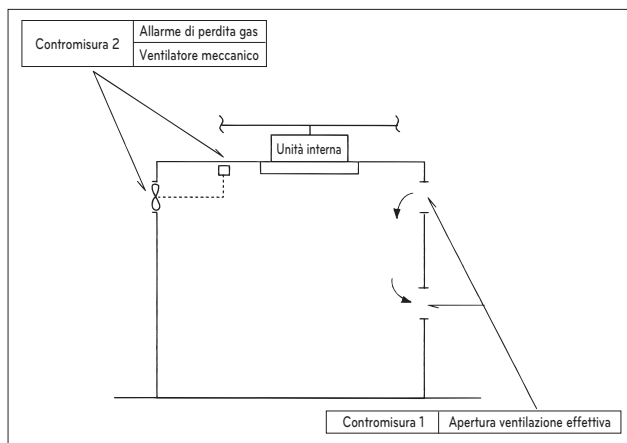 Contromisura 2
Allarme di perdita gas
Ventilatore meccanico
Unità interna
Contromisura 1
Apertura ventilazione effettiva